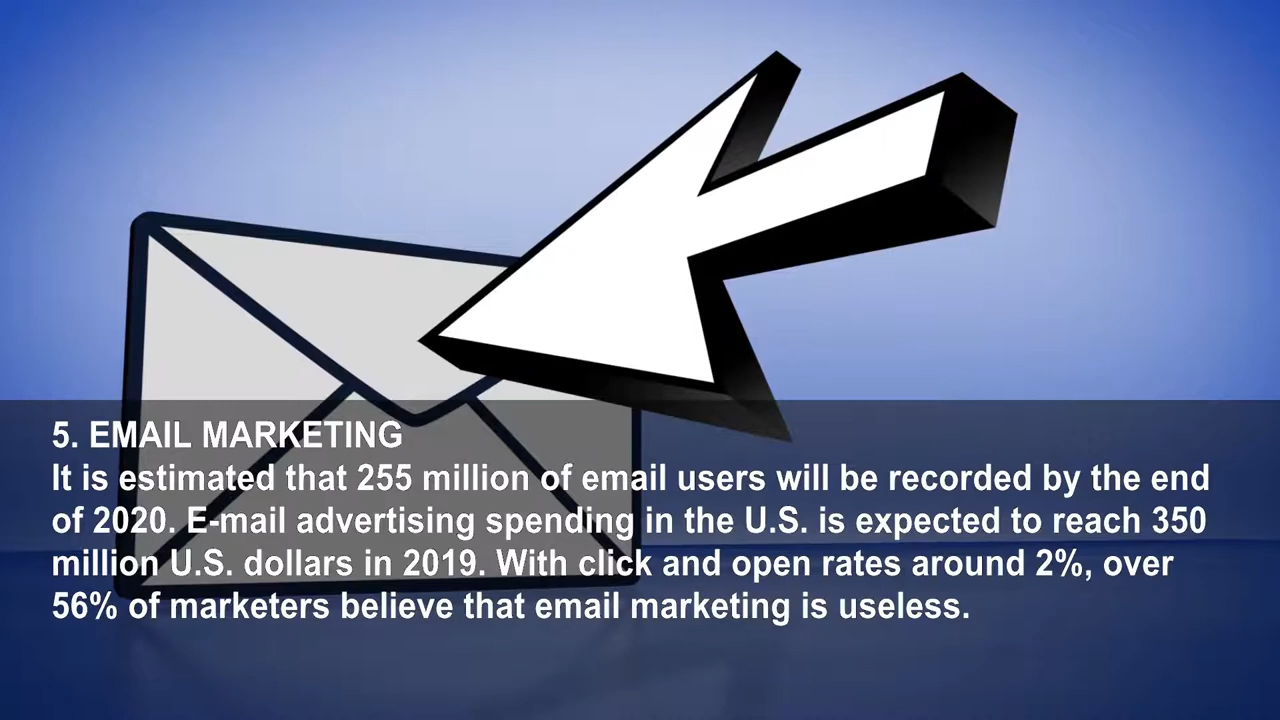 5. EMAIL MARKETING
It is estimated that 255 million of email users will be recorded by the end
of 2020. E-mail advertising spending in the U.S. is expected to reach 350
million U.S. dollars in 2019. With click and open rates around 2%, over
56% of marketers believe that email marketing is useless.